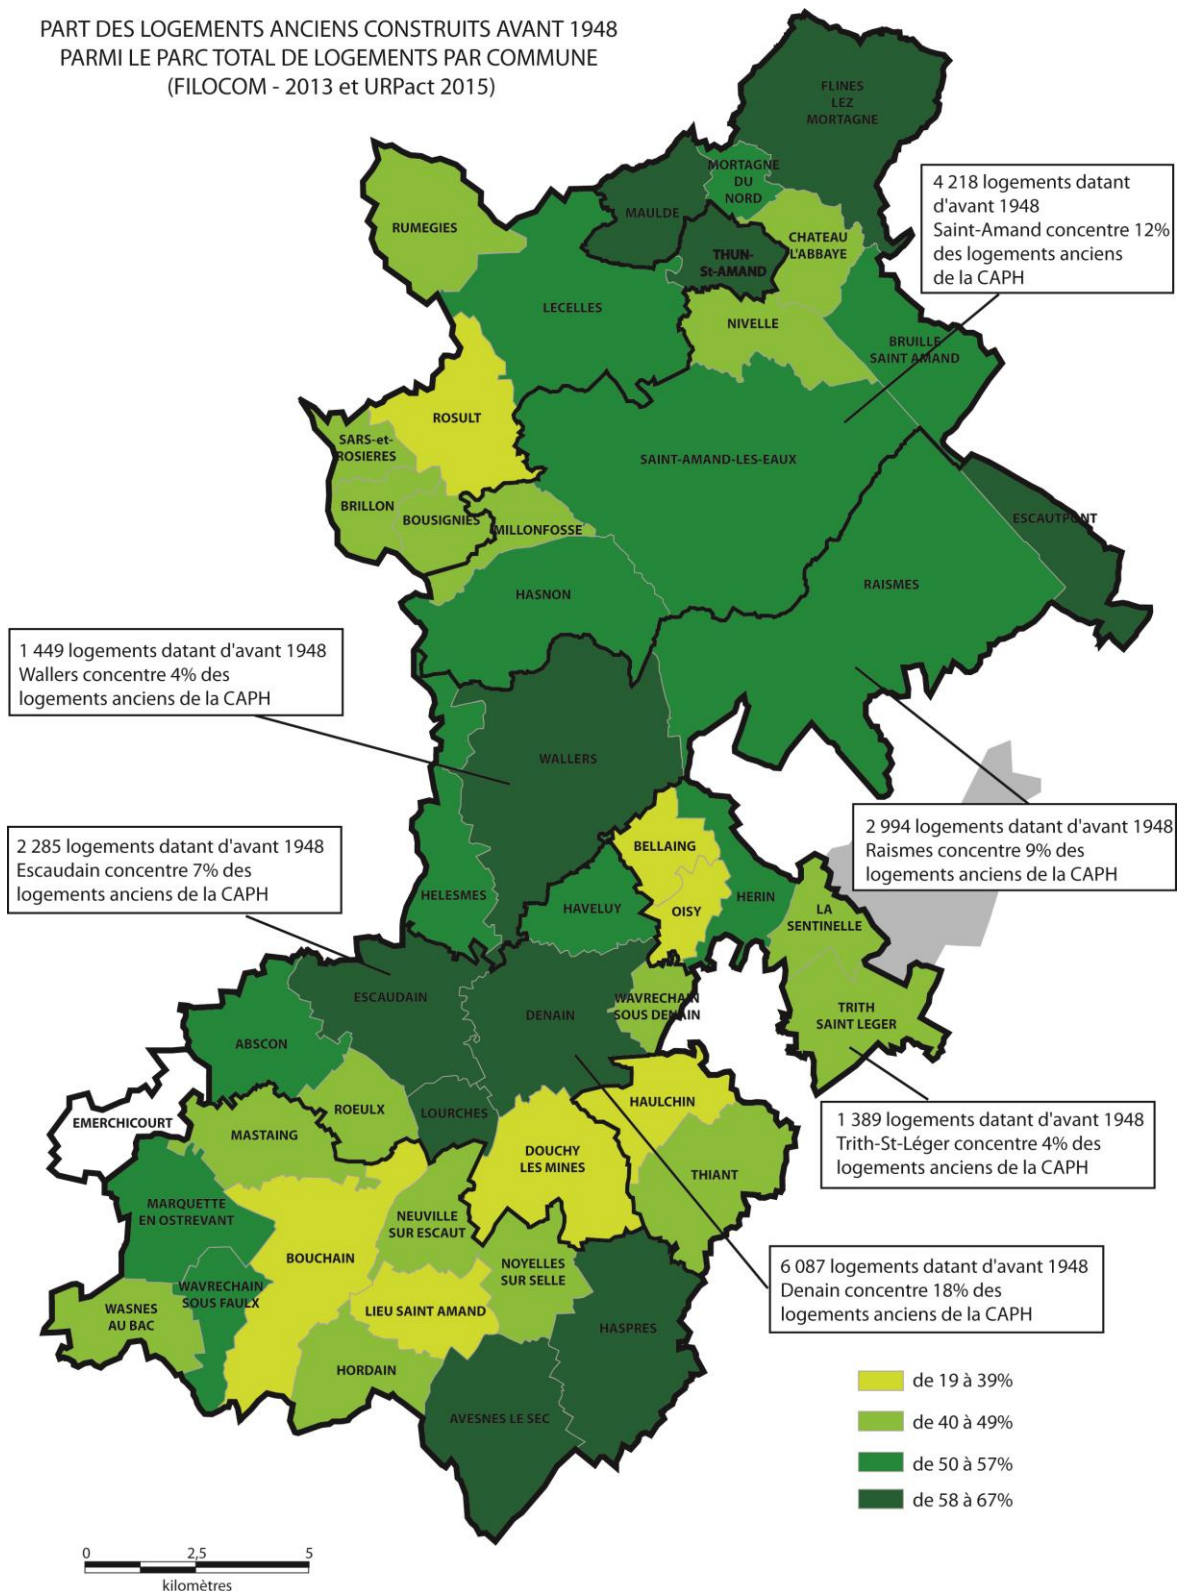 PART DES LOGEMENTS ANCIENS CONSTRUITS AVANT 1948
PARMI LE PARC TOTAL DE LOGEMENTS PAR COMMUNE
(FILOCOM - 2013 et URPact 2015)
FLINES
LEZ
MORTAGNE
MORTAGNE
DU
NORD
4 218 logements datant
d'avant 1948
Saint-Amand concentre 12%
des logements anciens
de la CAPH
MAULDE
RUMEGIES
CHATEAU
L'ABBAYE
THUN-
St-AMAND
LECELLES
NIVELLE
BRUILLE
SAINT AMAND
ROSULT
SARS-et-
ROSIERES
SAINT-AMAND-LES-EAUX
BRILLON
BOUSIGNIES
MILLONFOSSE
ESCAUTPONT
HASNON
RAISMES
1 449 logements datant d'avant 1948
Wallers concentre 4% des
logements anciens de la CAPH
WALLERS
2 994 logements datant d'avant 1948
Raismes concentre 9% des
logements anciens de la CAPH
2 285 logements datant d'avant 1948
Escaudain concentre 7% des
logements anciens de la CAPH
BELLAING
HELESMES
HAVELUY
OISY
HERIN
LA
SENTINELLE
ESCAUDAIN
DENAIN
WAVRECHAIN
SOUS DENAIN
TRITH
SAINT LEGER
ABSCON
EMERCHICOURT
MASTAING
ROEULX
LOURCHES
HAULCHIN
1 389 logements datant d'avant 1948
Trith-St-Léger concentre 4% des
logements anciens de la CAPH
DOUCHY
LES MINES
THIANT
MARQUETTE
EN OSTREVANT
NEUVILLE
SUR ESCAUT
BOUCHAIN
NOYELLES
SUR SELLE
6 087 logements datant d'avant 1948
Denain concentre 18% des
logements anciens de la CAPH
WAVRECHAIN
SOUS FAULX
WASNES
AU BAC
LIEU SAINT AMAND
HASPRES
HORDAIN
AVESNES LE SEC
de 19 à 39%
de 40 à 49%
de 50 à 57%
de 58 à 67%
0 2,5 5
kilomètres